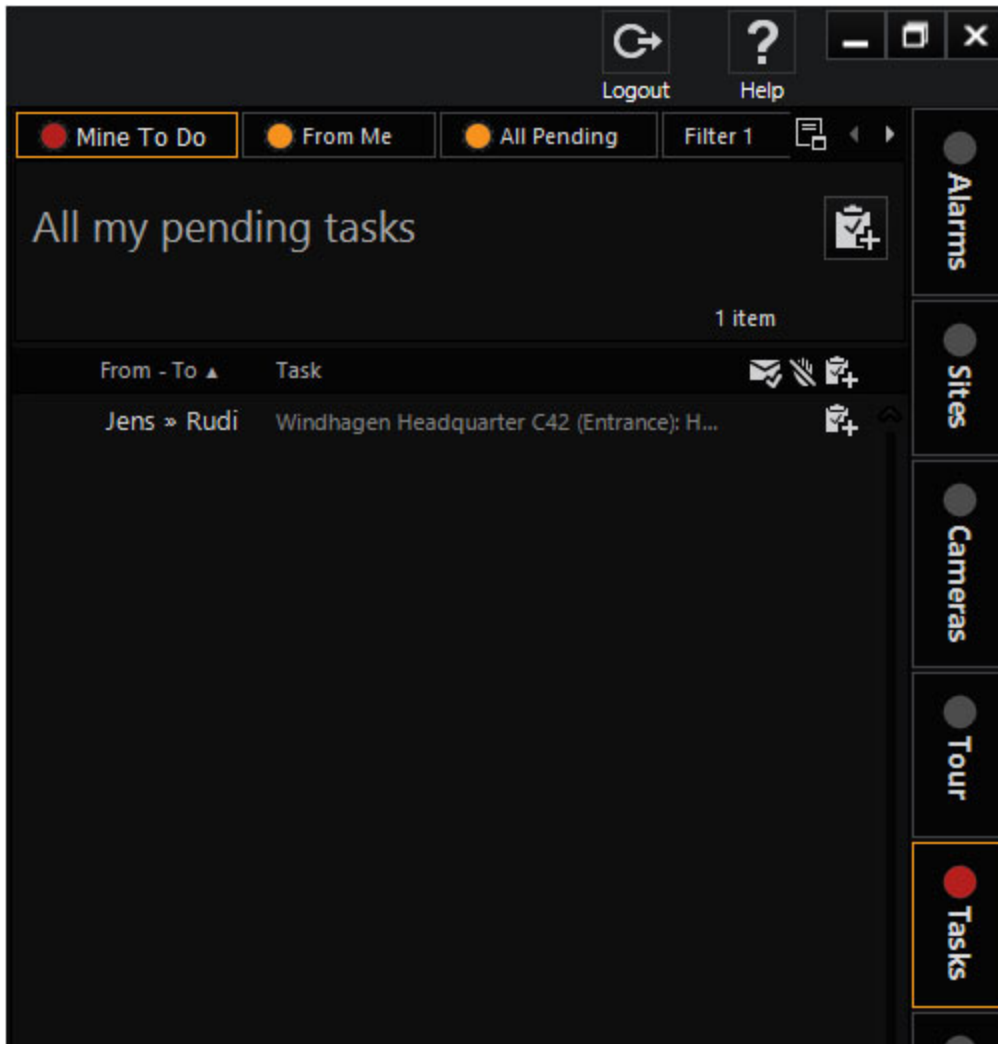 Logout Help
Mine To Do From Me All Pending Filter 1
All my pending tasks
1 item
From - To ▲ Task
Jens » Rudi Windhagen Headquarter C42 (Entrance): H...
Alarms
Sites
Cameras
Tour
Tasks